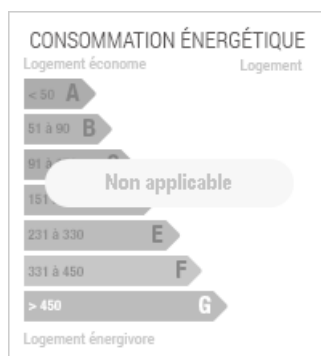 CONSOMMATION ÉNERGÉTIQUE
Logement économe Logement
< 50 A
51 à 90 B
91 à
Non applicable
151
231 à 330 E
331 à 450 F
> 450 G
Logement énergivore